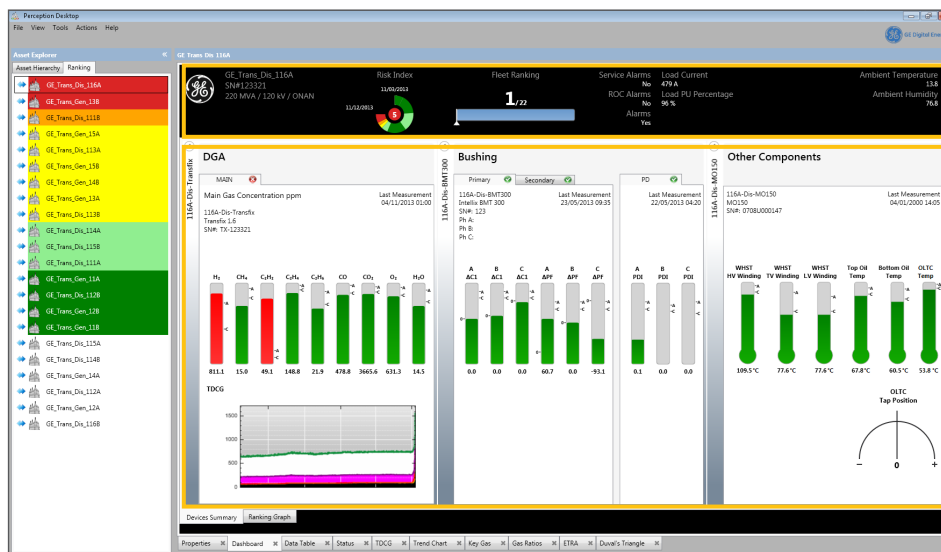 Perception Desktop
File View Tools Actions Help
GE Digital Ener
Asset Explorer
GE Trans Dis 116A
Asset Hierarchy Ranking
GE_Trans_Dis_116A
GE_Trans_Gen_13B
GE_Trans_Dis_111B
GE_Trans_Gen_15A
GE_Trans_Dis_113A
GE_Trans_Gen_15B
GE_Trans_Gen_14B
GE_Trans_Gen_13A
GE_Trans_Dis_113B
GE_Trans_Dis_114A
GE_Trans_Dis_115B
GE_Trans_Dis_111A
GE_Trans_Gen_11A
GE_Trans_Dis_112B
GE_Trans_Gen_12B
GE_Trans_Gen_11B
GE_Trans_Dis_115A
GE_Trans_Dis_114B
GE_Trans_Gen_14A
GE_Trans_Dis_112A
GE_Trans_Gen_12A
GE_Trans_Dis_116B
GE_Trans_Dis_116A
SN#123321
220 MVA / 120 kV / ONAN
Risk Index
11/03/2013
11/12/2013
5
Fleet Ranking
1/22
Service Alarms Load Current
No 479 A
ROC Alarms Load PU Percentage
No 96 %
Alarms
Yes
Ambient Temperature
13.8
Ambient Humidity
76.8
116A-Dis-Transfix
DGA
MAIN
Main Gas Concentration ppm Last Measurement
04/11/2013 01:00
116A-Dis-Transfix
Transfix 1.6
SN#: TX-123321
H₂ CH₄ C₂H₂ C₂H₄ C₂H₆ CO CO₂ O₂ H₂O
811.1 15.0 49.1 148.8 21.9 478.8 3665.6 631.3 14.5
TDCG
1500
1000
500
0
116A-Dis-BMT300
Bushing
Primary Secondary
116A-Dis-BMT300 Last Measurement
Intellix BMT 300 23/05/2013 09:35
SN#: 123
Ph A:
Ph B:
Ph C:
A B C A B C
ΔC1 ΔC1 ΔC1 ΔPF ΔPF ΔPF
0.0 0.0 0.0 60.7 0.0 -93.1
PD
Last Measurement
22/05/2013 04:20
A B C
PDI PDI PDI
0.1 0.0 0.0
116A-Dis-MO150
Other Components
116A-Dis-MO150 Last Measurement
MO150 04/01/2000 14:05
SN#: 0708U000147
WHST WHST WHST Top Oil Bottom Oil OLTC
HV Winding TV Winding LV Winding Temp Temp Temp
109.5°C 77.6°C 77.6°C 67.8°C 60.5°C 53.8 °C
OLTC
Tap Position
− 0 +
Devices Summary Ranking Graph
Properties Dashboard Data Table Status TDCG Trend Chart Key Gas Gas Ratios ETRA Duval's Triangle